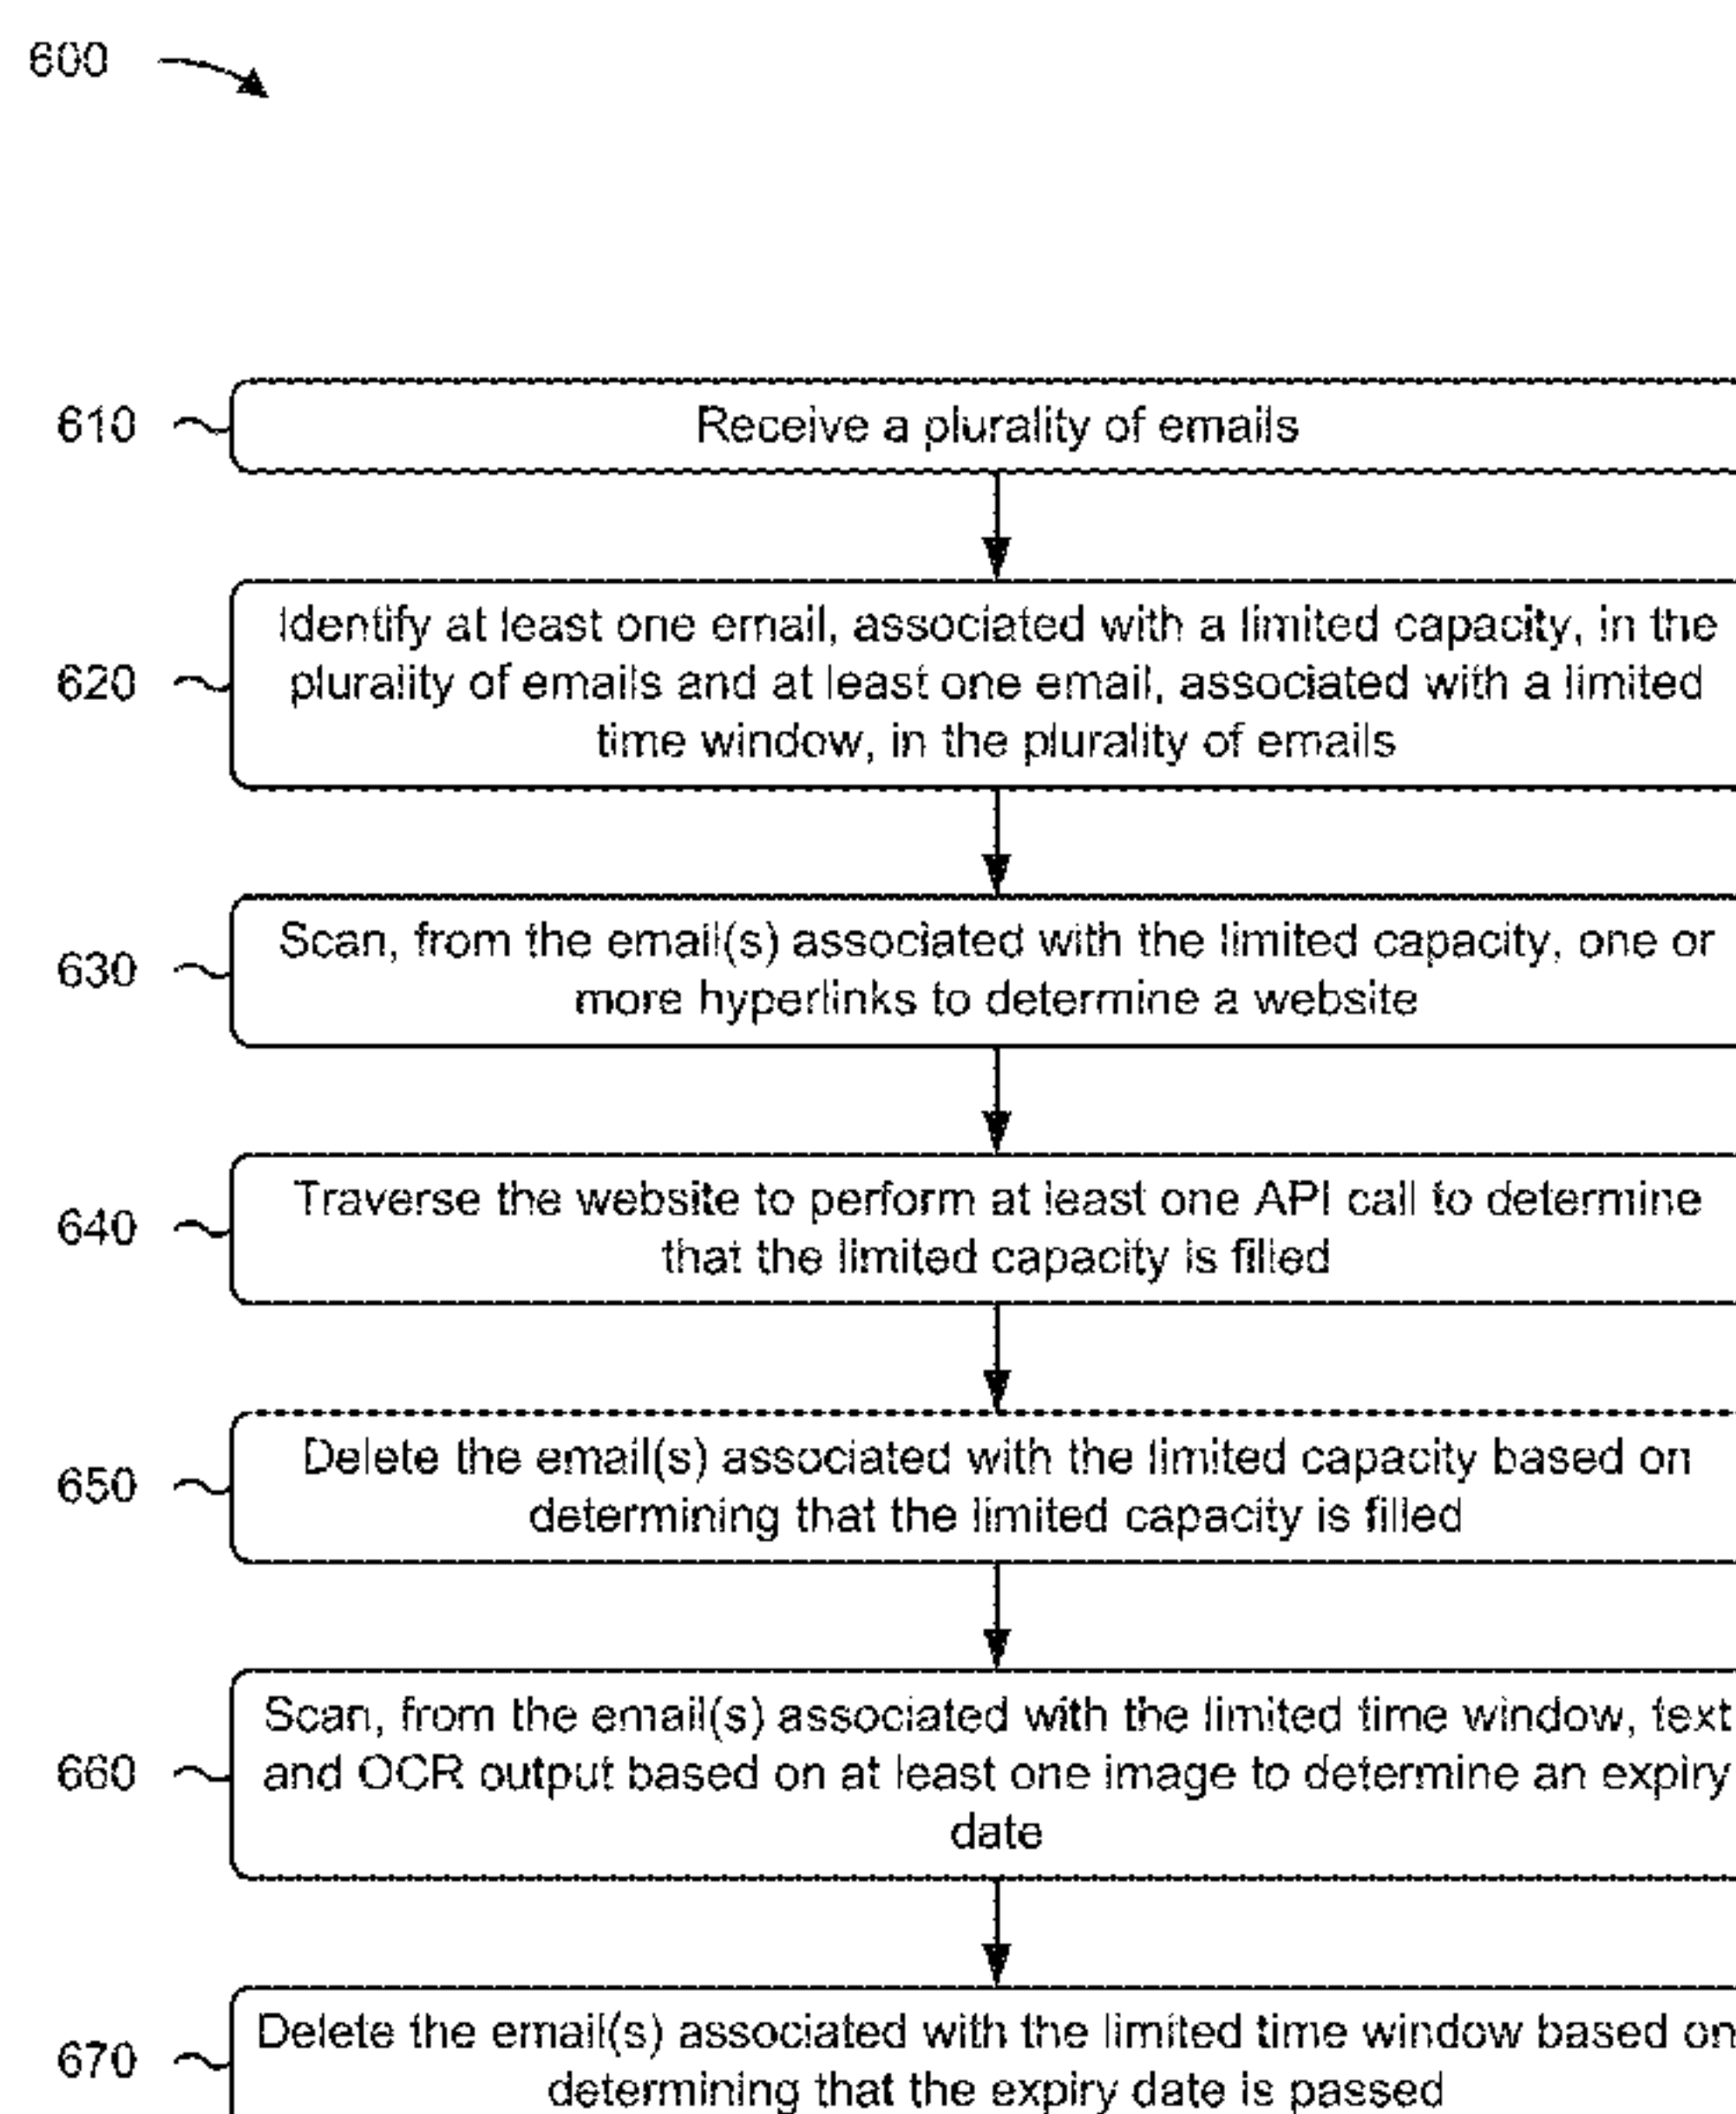 600
610
Receive a plurality of emails
620
Identify at least one email, associated with a limited capacity, in the
plurality of emails and at least one email, associated with a limited
time window, in the plurality of emails
630
Scan, from the email(s) associated with the limited capacity, one or
more hyperlinks to determine a website
640
Traverse the website to perform at least one API call to determine
that the limited capacity is filled
650
Delete the email(s) associated with the limited capacity based on
determining that the limited capacity is filled
660
Scan, from the email(s) associated with the limited time window, text
and OCR output based on at least one image to determine an expiry
date
670
Delete the email(s) associated with the limited time window based on
determining that the expiry date is passed